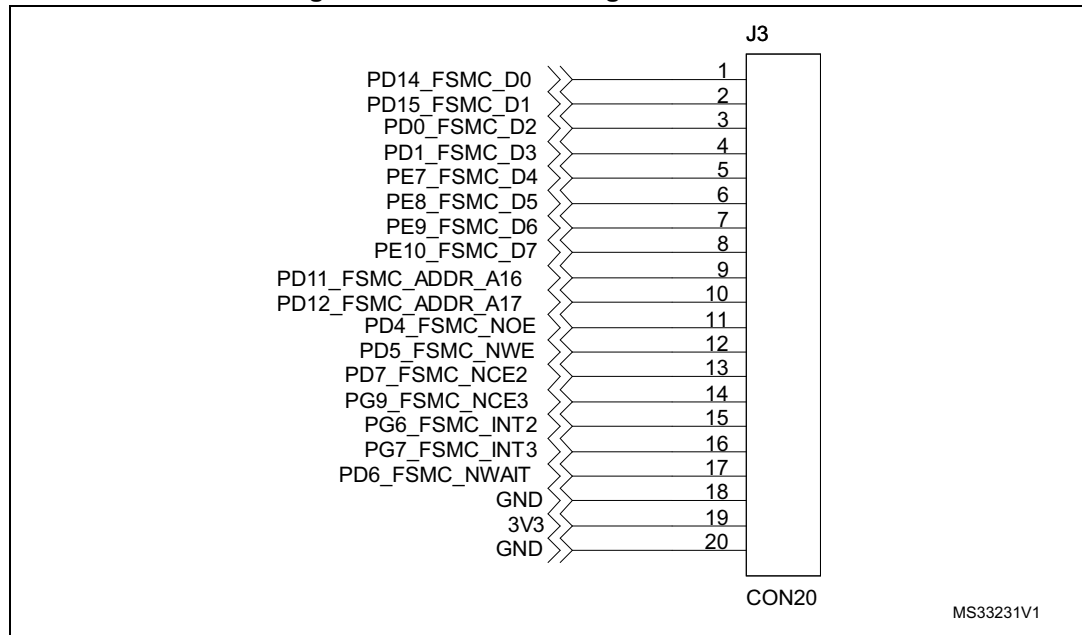 J3
PD14_FSMC_D0 1
PD15_FSMC_D1 2
PD0_FSMC_D2 3
PD1_FSMC_D3 4
PE7_FSMC_D4 5
PE8_FSMC_D5 6
PE9_FSMC_D6 7
PE10_FSMC_D7 8
PD11_FSMC_ADDR_A16 9
PD12_FSMC_ADDR_A17 10
PD4_FSMC_NOE 11
PD5_FSMC_NWE 12
PD7_FSMC_NCE2 13
PG9_FSMC_NCE3 14
PG6_FSMC_INT2 15
PG7_FSMC_INT3 16
PD6_FSMC_NWAIT 17
GND 18
3V3 19
GND 20
CON20
MS33231V1